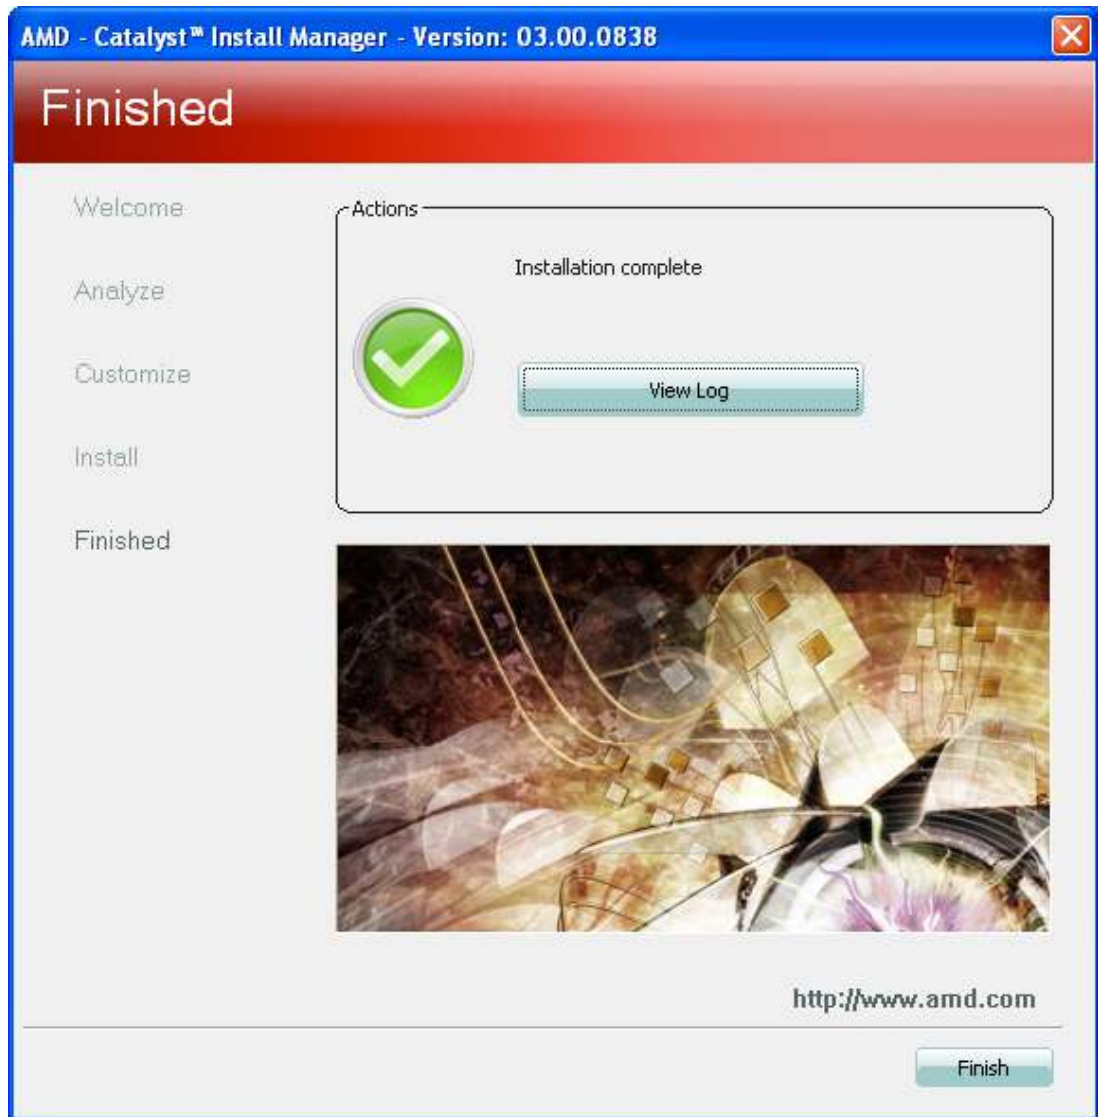 AMD - Catalyst™ Install Manager - Version: 03.00.0838
Finished
Welcome
Analyze
Customize
Install
Finished
Actions
Installation complete
View Log
http://www.amd.com
Finish